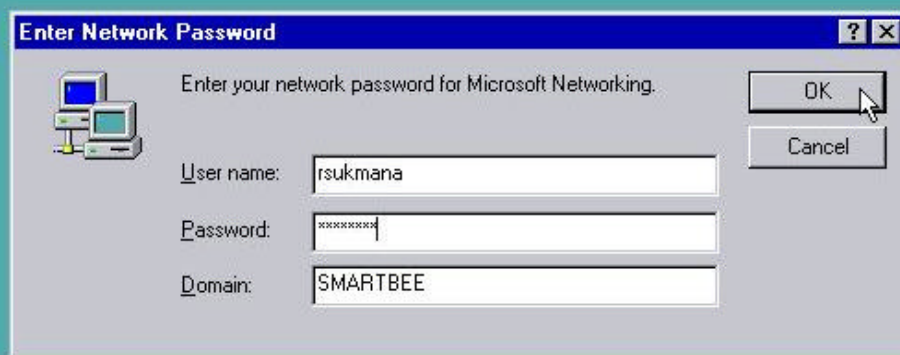 Enter Network Password
Enter your network password for Microsoft Networking.
OK
Cancel
User name: rsukmana
Password: ********
Domain: SMARTBEE